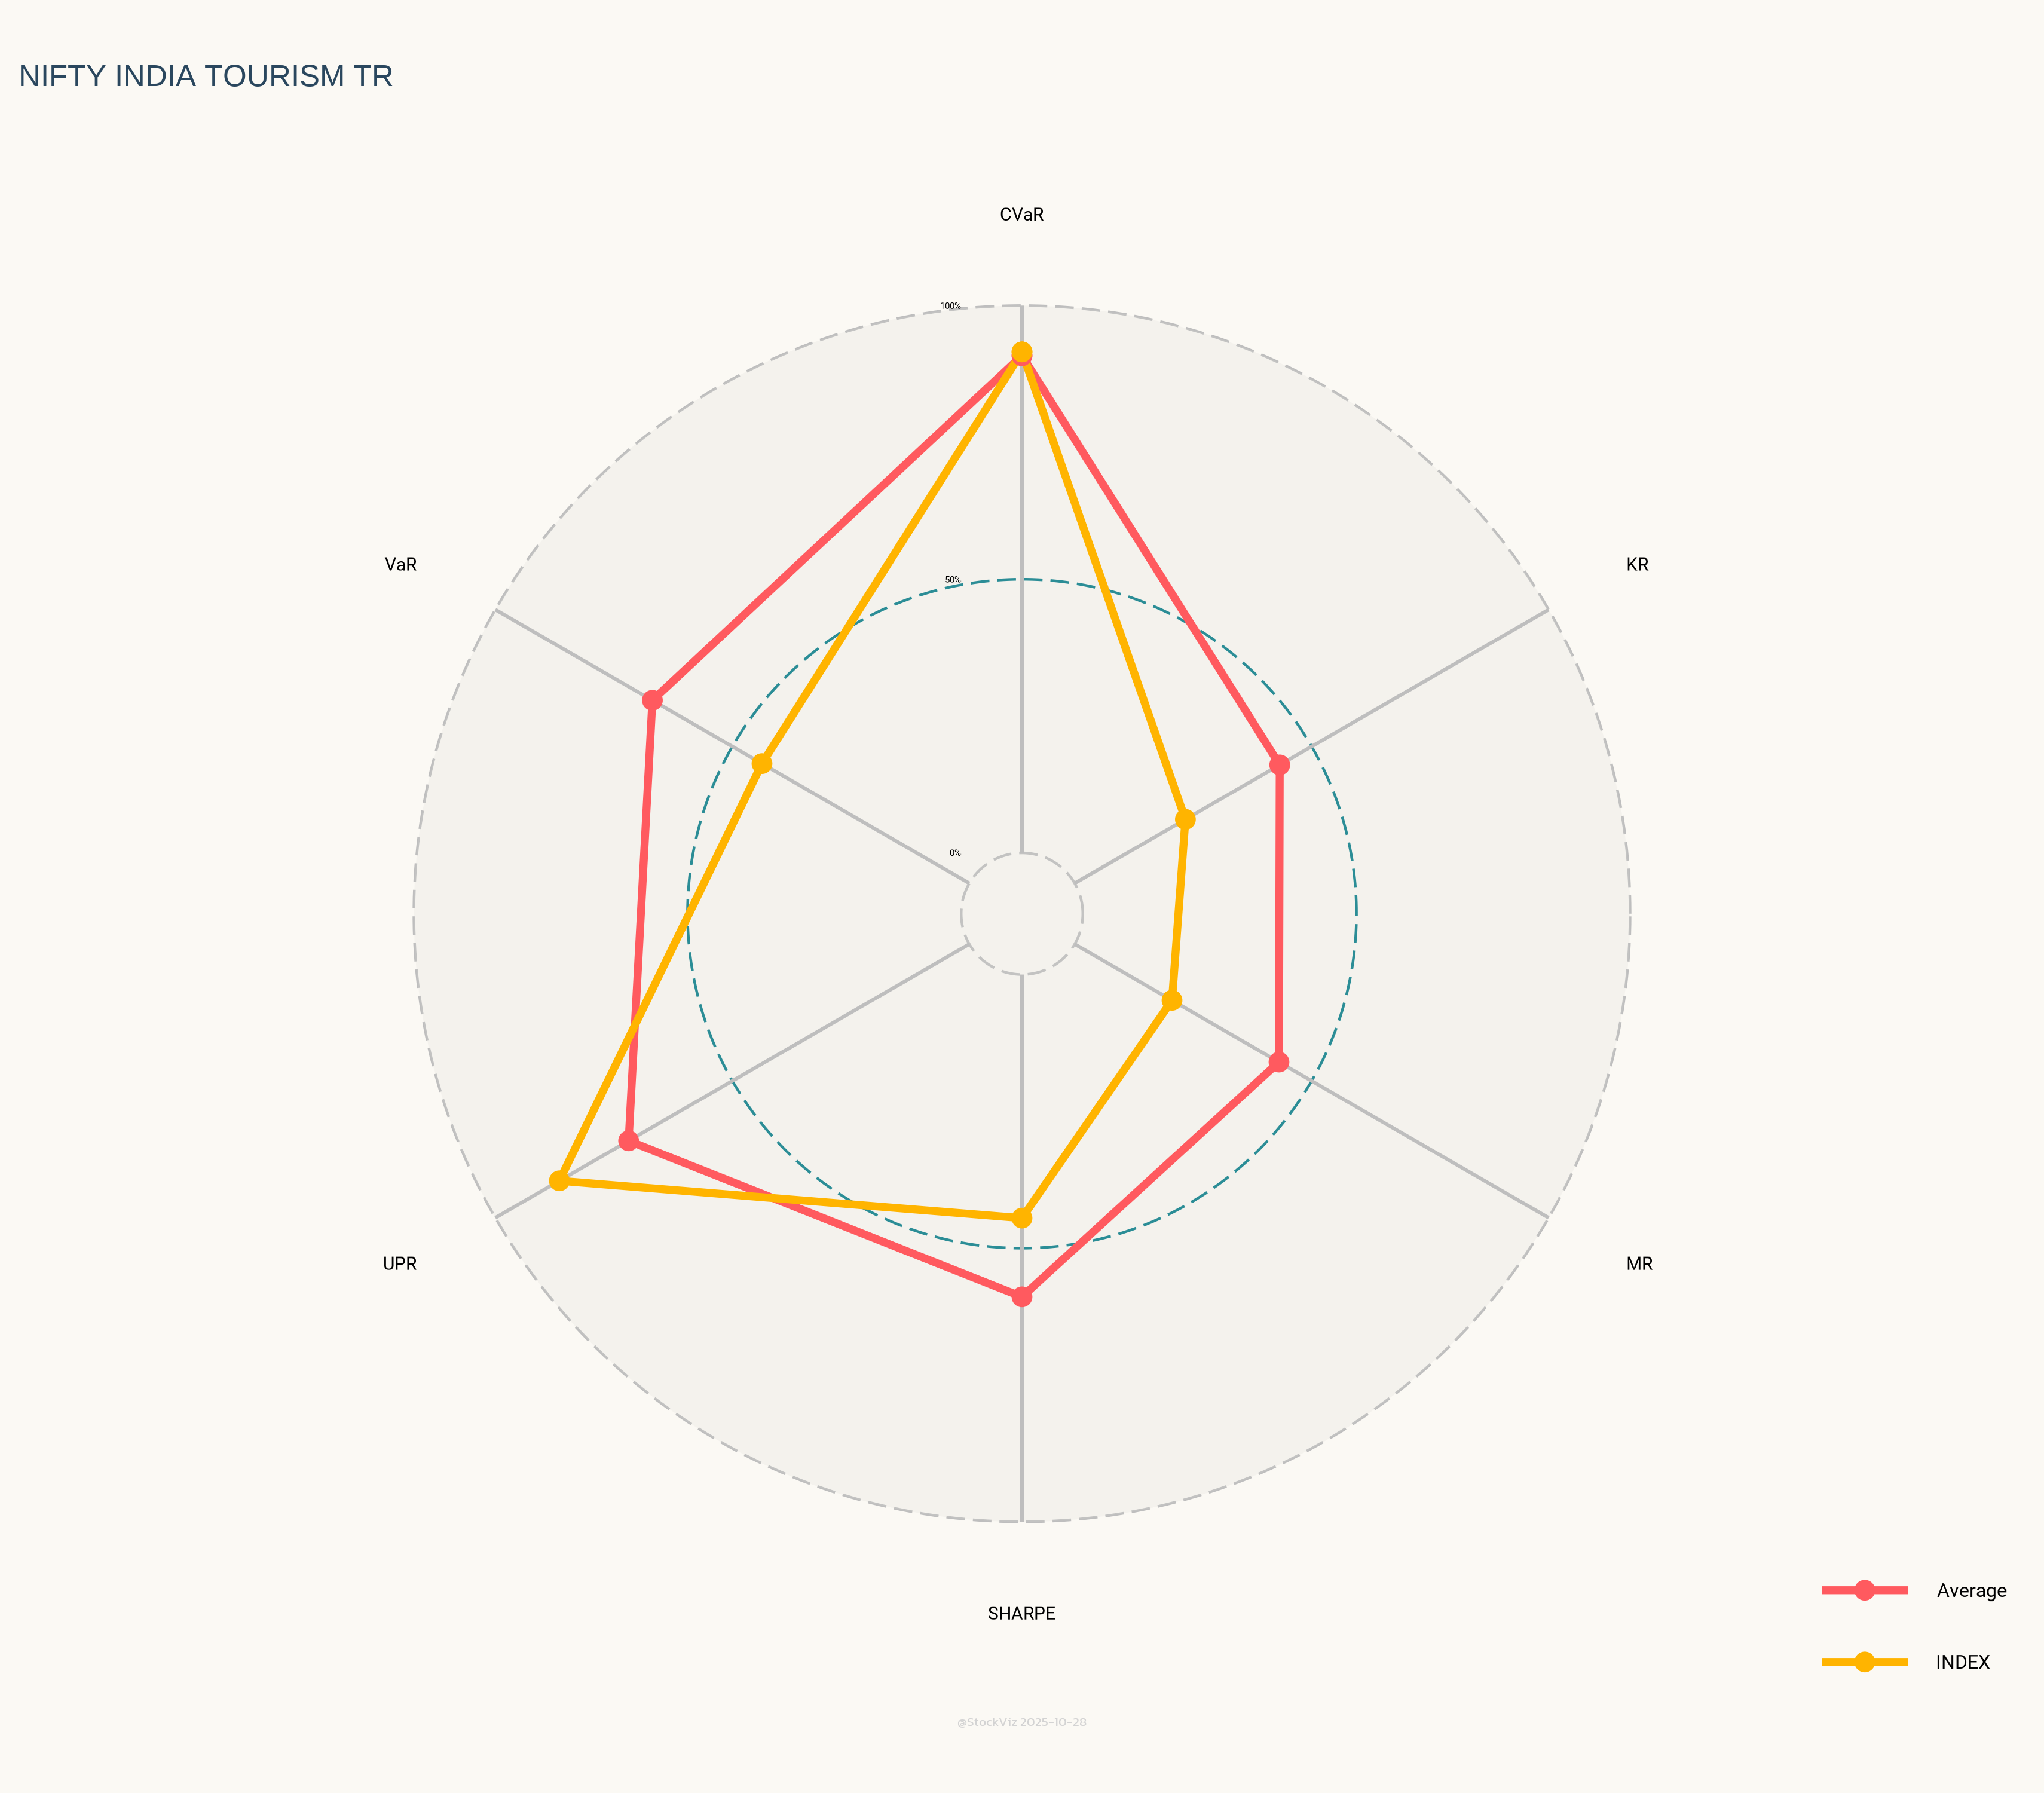 NIFTY INDIA TOURISM TR
CVaR
100%
VaR
KR
50%
0%
UPR
MR
SHARPE
Average
INDEX
@StockViz 2025-10-28